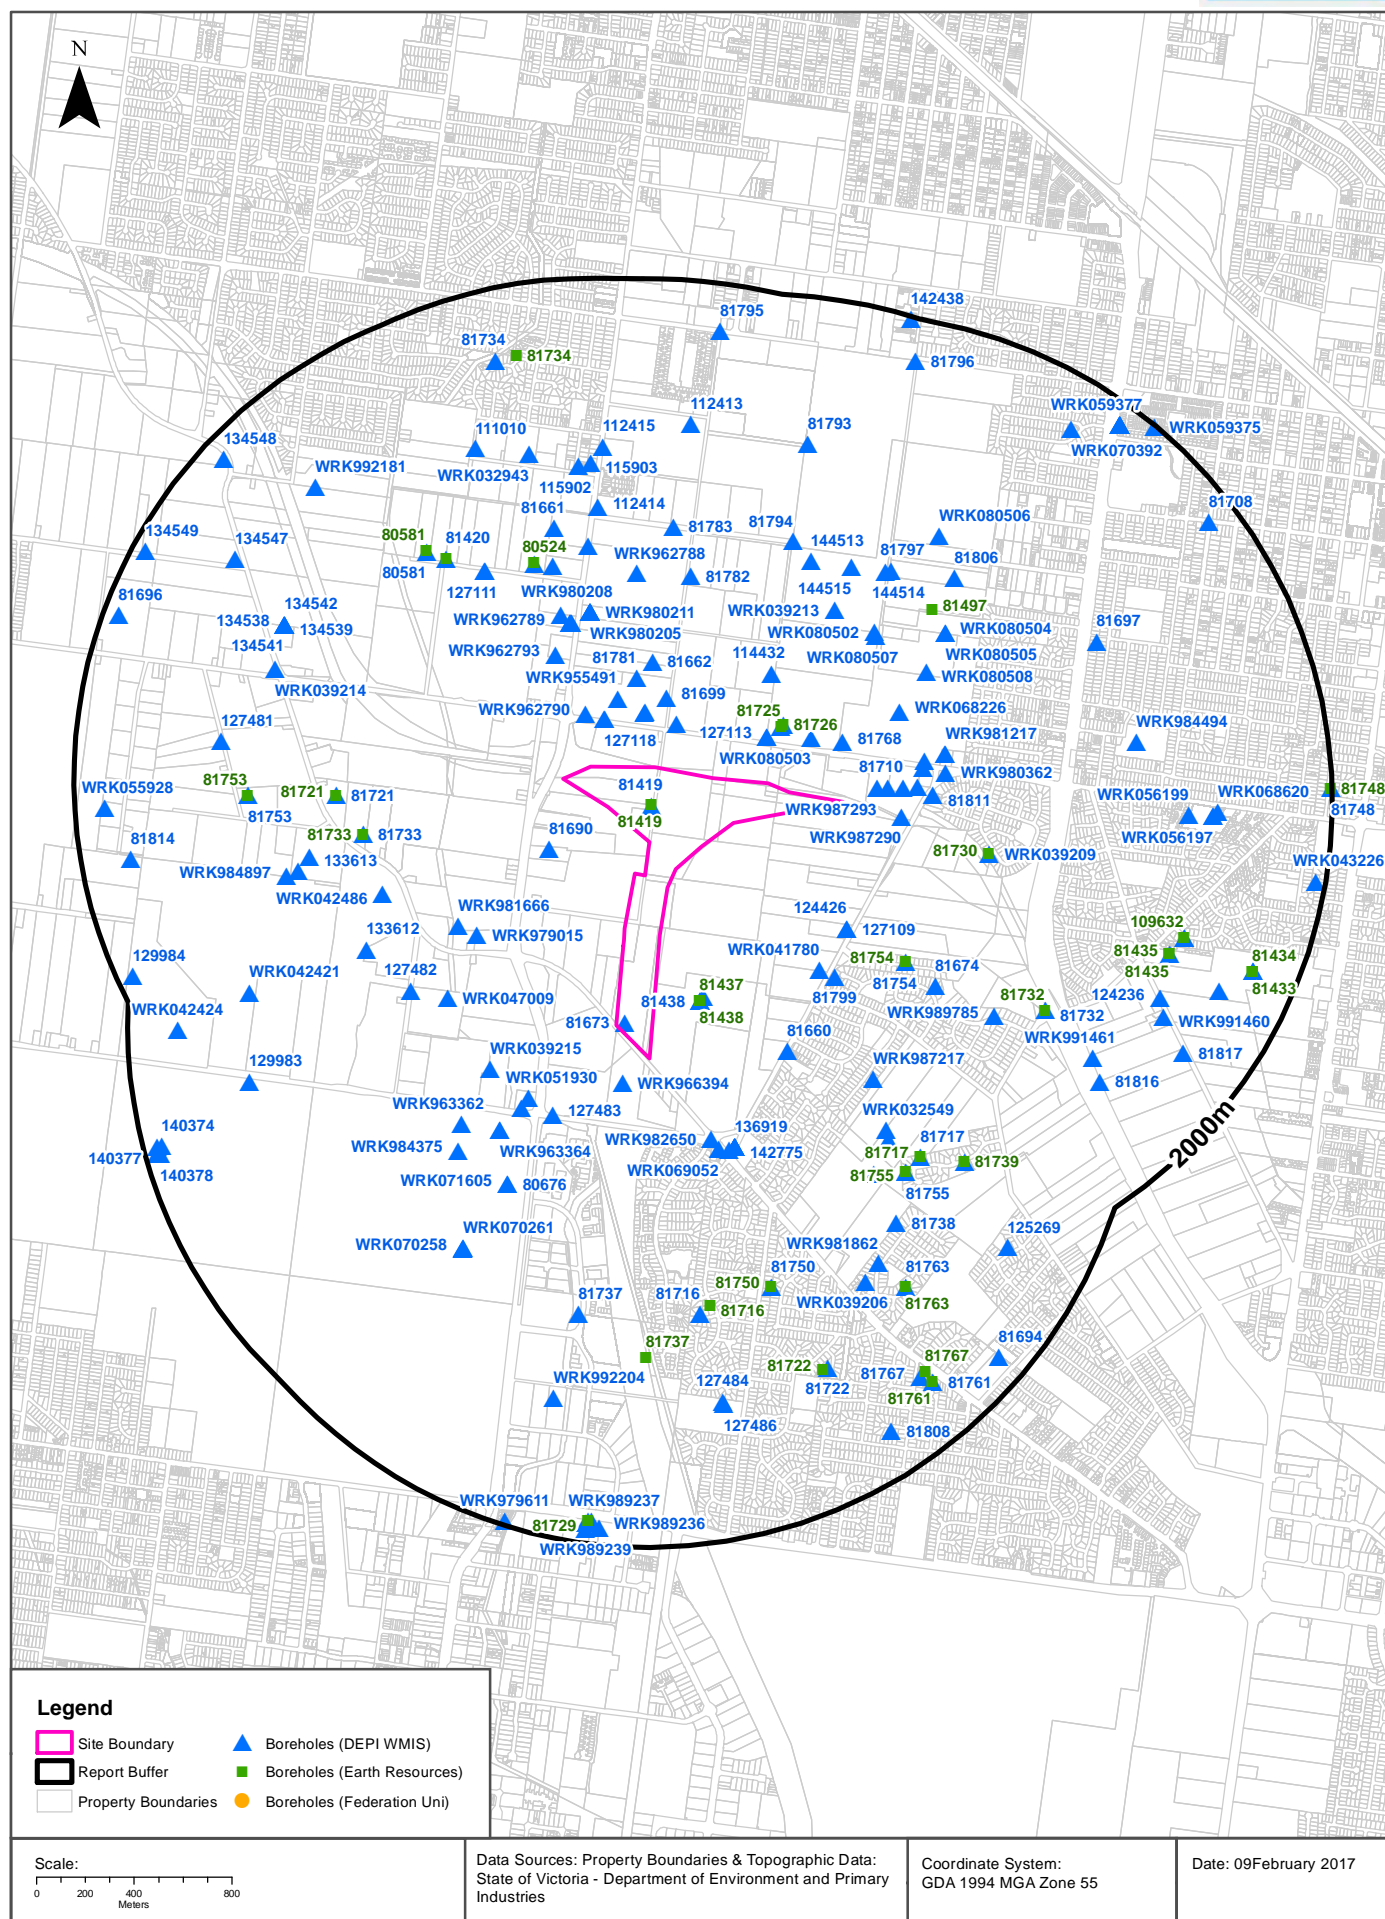 N
142438
81795
81734
81734
81796
WRK059377
112413
WRK059375
112415
81793
111010
WRK070392
134548
WRK032943
115903
WRK992181
115902
112414
81708
81661
81783
81794
WRK080506
134549
80581
81420
80524
144513
81797
134547
WRK962788
81806
80581
81782
127111
WRK980208
144515
144514
81696
134542
WRK980211
WRK039213
81497
WRK962789
134538
134539
WRK980205
WRK080502
WRK080504
81697
134541
WRK962793
81781
81662
114432
WRK080507
WRK080505
WRK955491
WRK080508
WRK039214
81699
81725
WRK962790
81726
WRK068226
127481
127118
127113
81768
WRK984494
WRK080503
WRK981217
81710
WRK980362
81753
81419
WRK055928
81721
81721
81748
81811
WRK056199
WRK068620
WRK987293
81753
81748
81419
81733
81733
81690
WRK987290
WRK056197
81814
133613
81730
WRK039209
WRK043226
WRK984897
WRK042486
WRK981666
124426
109632
133612
WRK979015
127109
WRK041780
81435
81434
129984
81754
81674
WRK042421
127482
81435
81437
81754
81433
81799
WRK047009
81438
81732
124236
WRK042424
81438
WRK989785
81732
81673
WRK991460
81660
WRK991461
WRK039215
81817
129983
WRK987217
WRK051930
WRK966394
81816
WRK963362
127483
WRK032549
2000m
140374
WRK982650
136919
81717
WRK984375
WRK963364
142775
140377
81717
81739
WRK069052
140378
WRK071605
81755
80676
81755
WRK070261
81738
125269
WRK070258
WRK981862
81750
81763
81750
81737
81716
WRK039206
81763
81716
81694
81737
81767
81722
WRK992204
127484
81767
81722
81761
81761
127486
81808
WRK979611
WRK989237
81729
WRK989236
WRK989239
Legend
Site Boundary
Boreholes (DEPI WMIS)
Report Buffer
Boreholes (Earth Resources)
Property Boundaries
Boreholes (Federation Uni)
Scale:
0 200 400 800
Meters
Data Sources: Property Boundaries & Topographic Data:
State of Victoria - Department of Environment and Primary
Industries
Coordinate System:
GDA 1994 MGA Zone 55
Date: 09February 2017